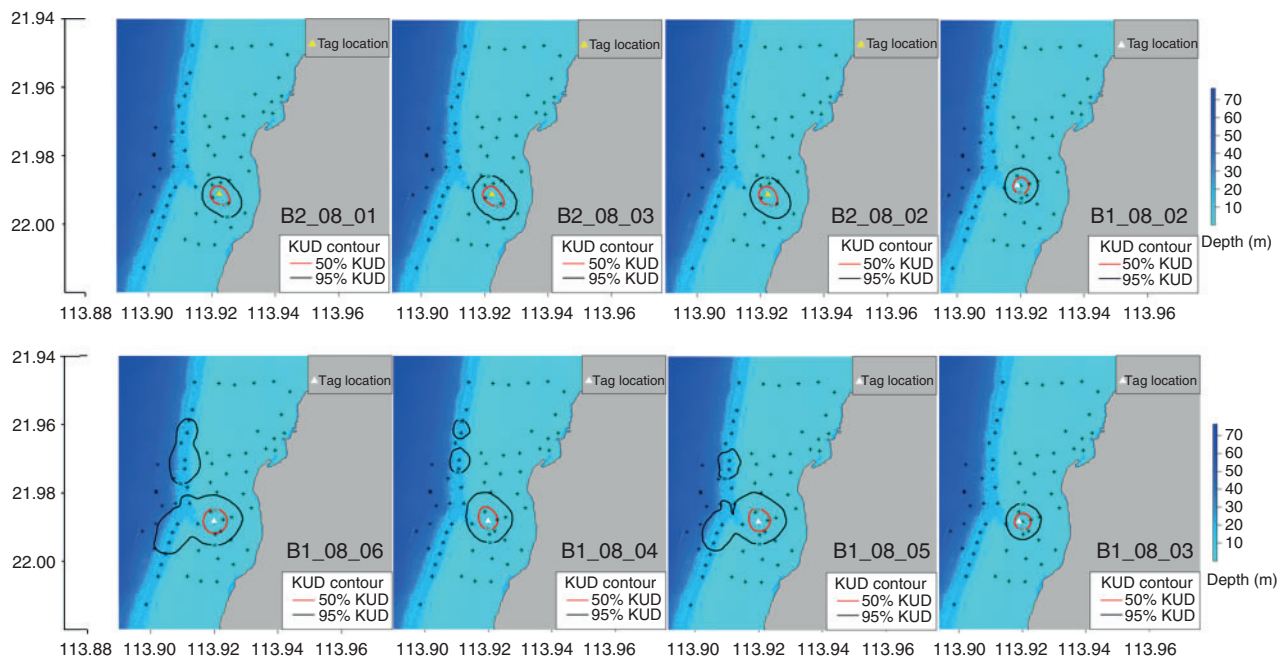 21.94
21.96
21.98
22.00
Tag location
Tag location
Tag location
Tag location
B2_08_01
B2_08_03
B2_08_02
B1_08_02
KUD contour
50% KUD
95% KUD
KUD contour
50% KUD
95% KUD
KUD contour
50% KUD
95% KUD
KUD contour
50% KUD
95% KUD
70
60
50
40
30
20
10
Depth (m)
113.88 113.90 113.92 113.94 113.96 113.90 113.92 113.94 113.96 113.90 113.92 113.94 113.96 113.90 113.92 113.94 113.96
21.94
21.96
21.98
22.00
Tag location
Tag location
Tag location
Tag location
B1_08_06
B1_08_04
B1_08_05
B1_08_03
KUD contour
50% KUD
95% KUD
KUD contour
50% KUD
95% KUD
KUD contour
50% KUD
95% KUD
KUD contour
50% KUD
95% KUD
70
60
50
40
30
20
10
Depth (m)
113.88 113.90 113.92 113.94 113.96 113.90 113.92 113.94 113.96 113.90 113.92 113.94 113.96 113.90 113.92 113.94 113.96